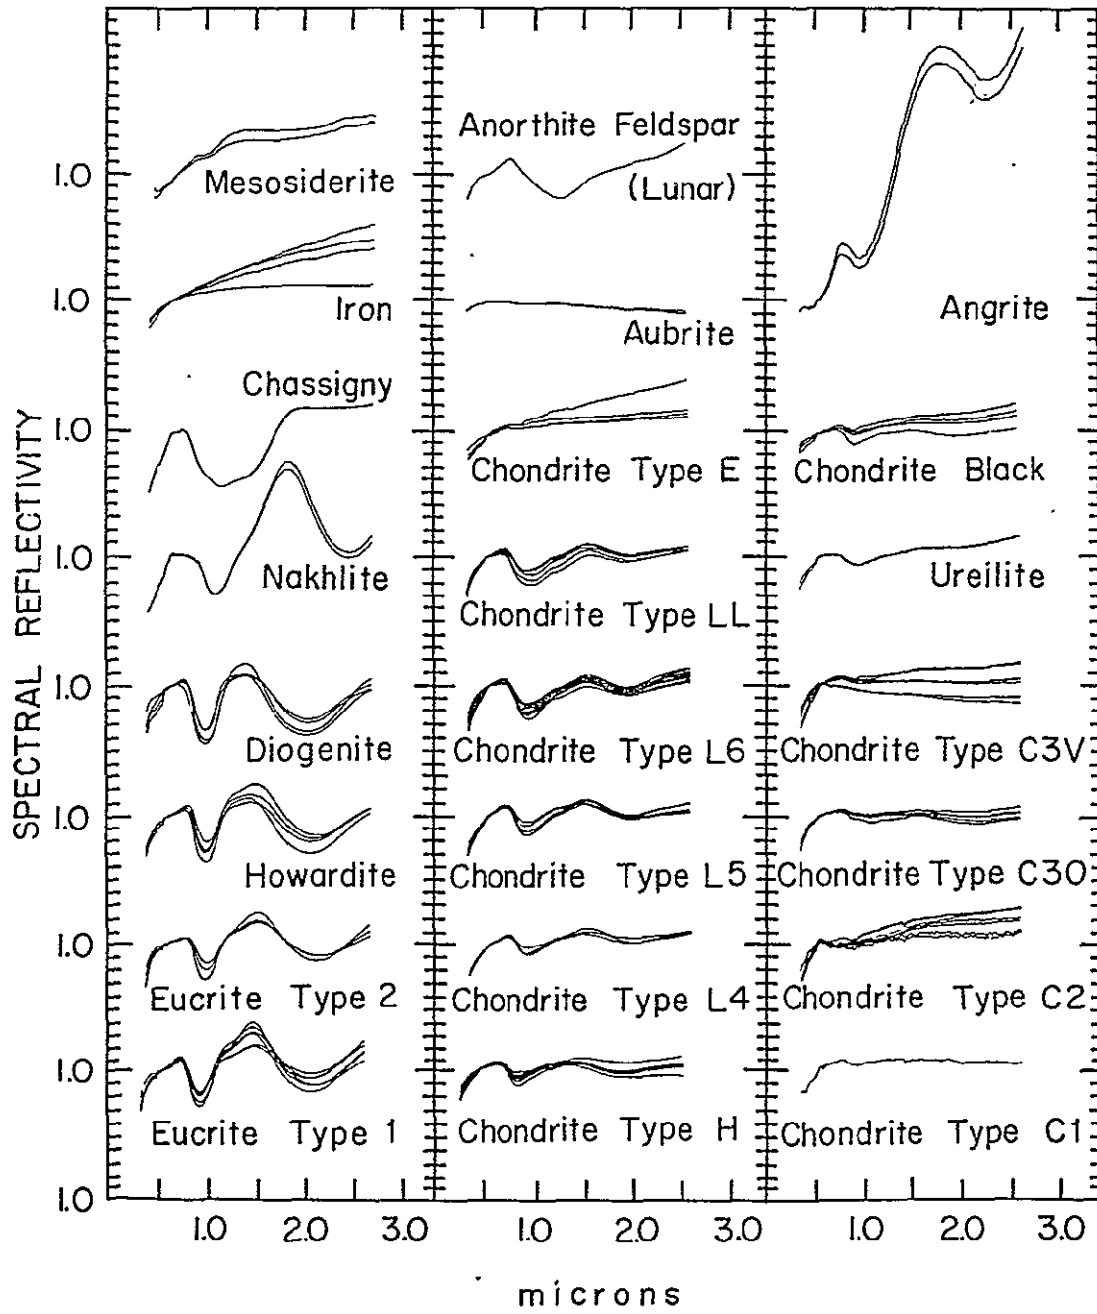 SPECTRAL REFLECTIVITY
1.0
Mesosiderite
1.0
Iron
Chassigny
1.0
1.0
Nakhlite
1.0
Diogenite
1.0
Howardite
1.0
Eucrite Type 2
1.0
Eucrite Type 1
1.0
Anorthite Feldspar
(Lunar)
Aubrite
Chondrite Type E
Chondrite Type LL
Chondrite Type L6
Chondrite Type L5
Chondrite Type L4
Chondrite Type H
Angrite
Chondrite Black
Ureilite
Chondrite Type C3V
Chondrite Type C3O
Chondrite Type C2
Chondrite Type C1
1.0 2.0 3.0 1.0 2.0 3.0 1.0 2.0 3.0
microns